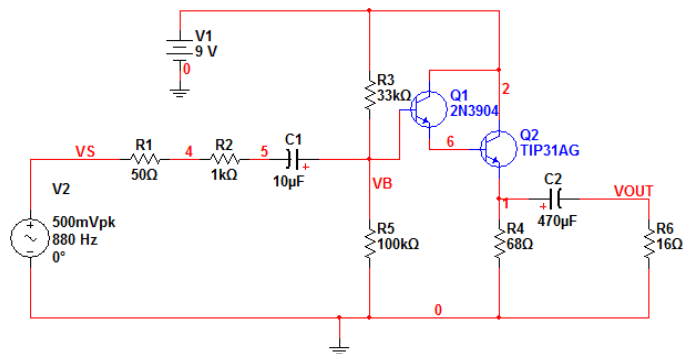 V1
9 V
0
R3
33kΩ
Q1
2N3904
2
6
Q2
TIP31AG
VS
R1
50Ω
4
R2
1kΩ
5
C1
10µF
+
VB
V2
500mVpk
880 Hz
0°
R5
100kΩ
1
+
C2
470µF
VOUT
R4
68Ω
R6
16Ω
0